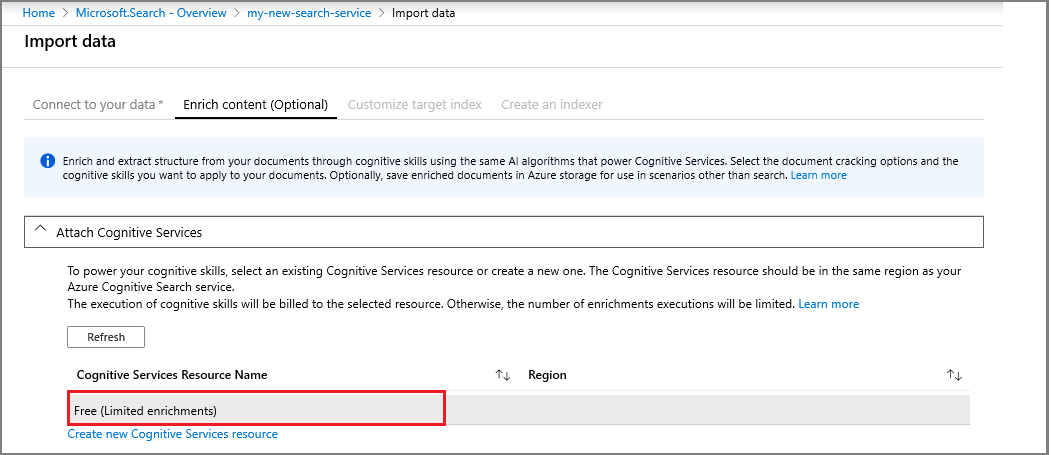 Home > Microsoft.Search - Overview > my-new-search-service > Import data
Import data
Connect to your data * Enrich content (Optional) Customize target index Create an indexer
Enrich and extract structure from your documents through cognitive skills using the same AI algorithms that power Cognitive Services. Select the document cracking options and the
cognitive skills you want to apply to your documents. Optionally, save enriched documents in Azure storage for use in scenarios other than search. Learn more
Attach Cognitive Services
To power your cognitive skills, select an existing Cognitive Services resource or create a new one. The Cognitive Services resource should be in the same region as your
Azure Cognitive Search service.
The execution of cognitive skills will be billed to the selected resource. Otherwise, the number of enrichments executions will be limited. Learn more
Refresh
Cognitive Services Resource Name Region
Free (Limited enrichments)
Create new Cognitive Services resource